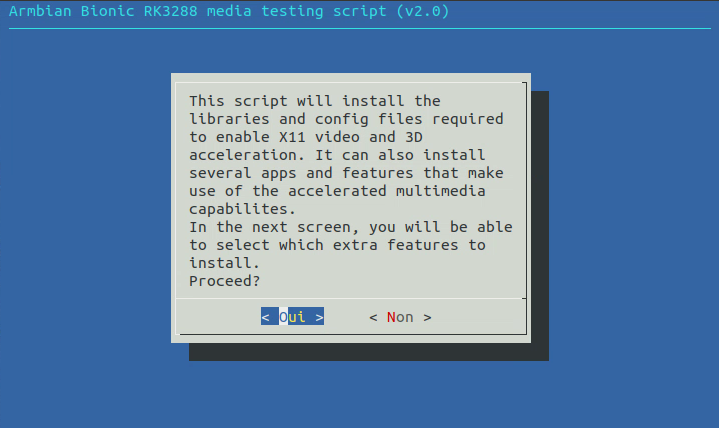 Armbian Bionic RK3288 media testing script (v2.0)
This script will install the
libraries and config files required
to enable X11 video and 3D
acceleration. It can also install
several apps and features that make
use of the accelerated multimedia
capabilites.
In the next screen, you will be able
to select which extra features to
install.
Proceed?
< Oui > < Non >